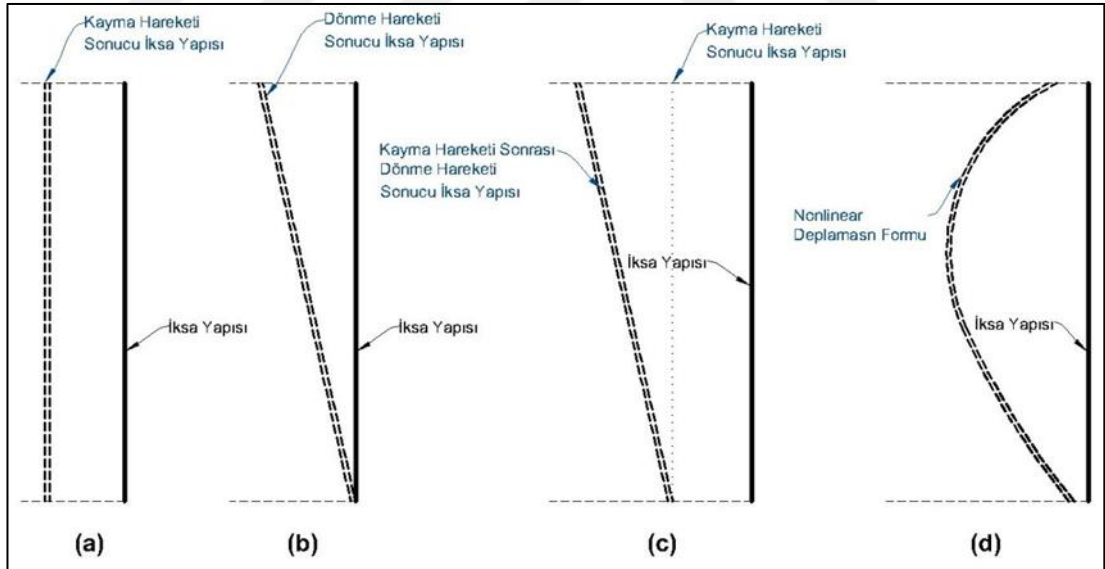 Kayma Hareketi
Sonucu İksa Yapısı
İksa Yapısı
(a)
Dönme Hareketi
Sonucu İksa Yapısı
İksa Yapısı
(b)
Kayma Hareketi
Sonucu İksa Yapısı
Kayma Hareketi Sonrası
Dönme Hareketi
Sonucu İksa Yapısı
İksa Yapısı
(c)
Nonlinear
Deplamasn Formu
İksa Yapısı
(d)